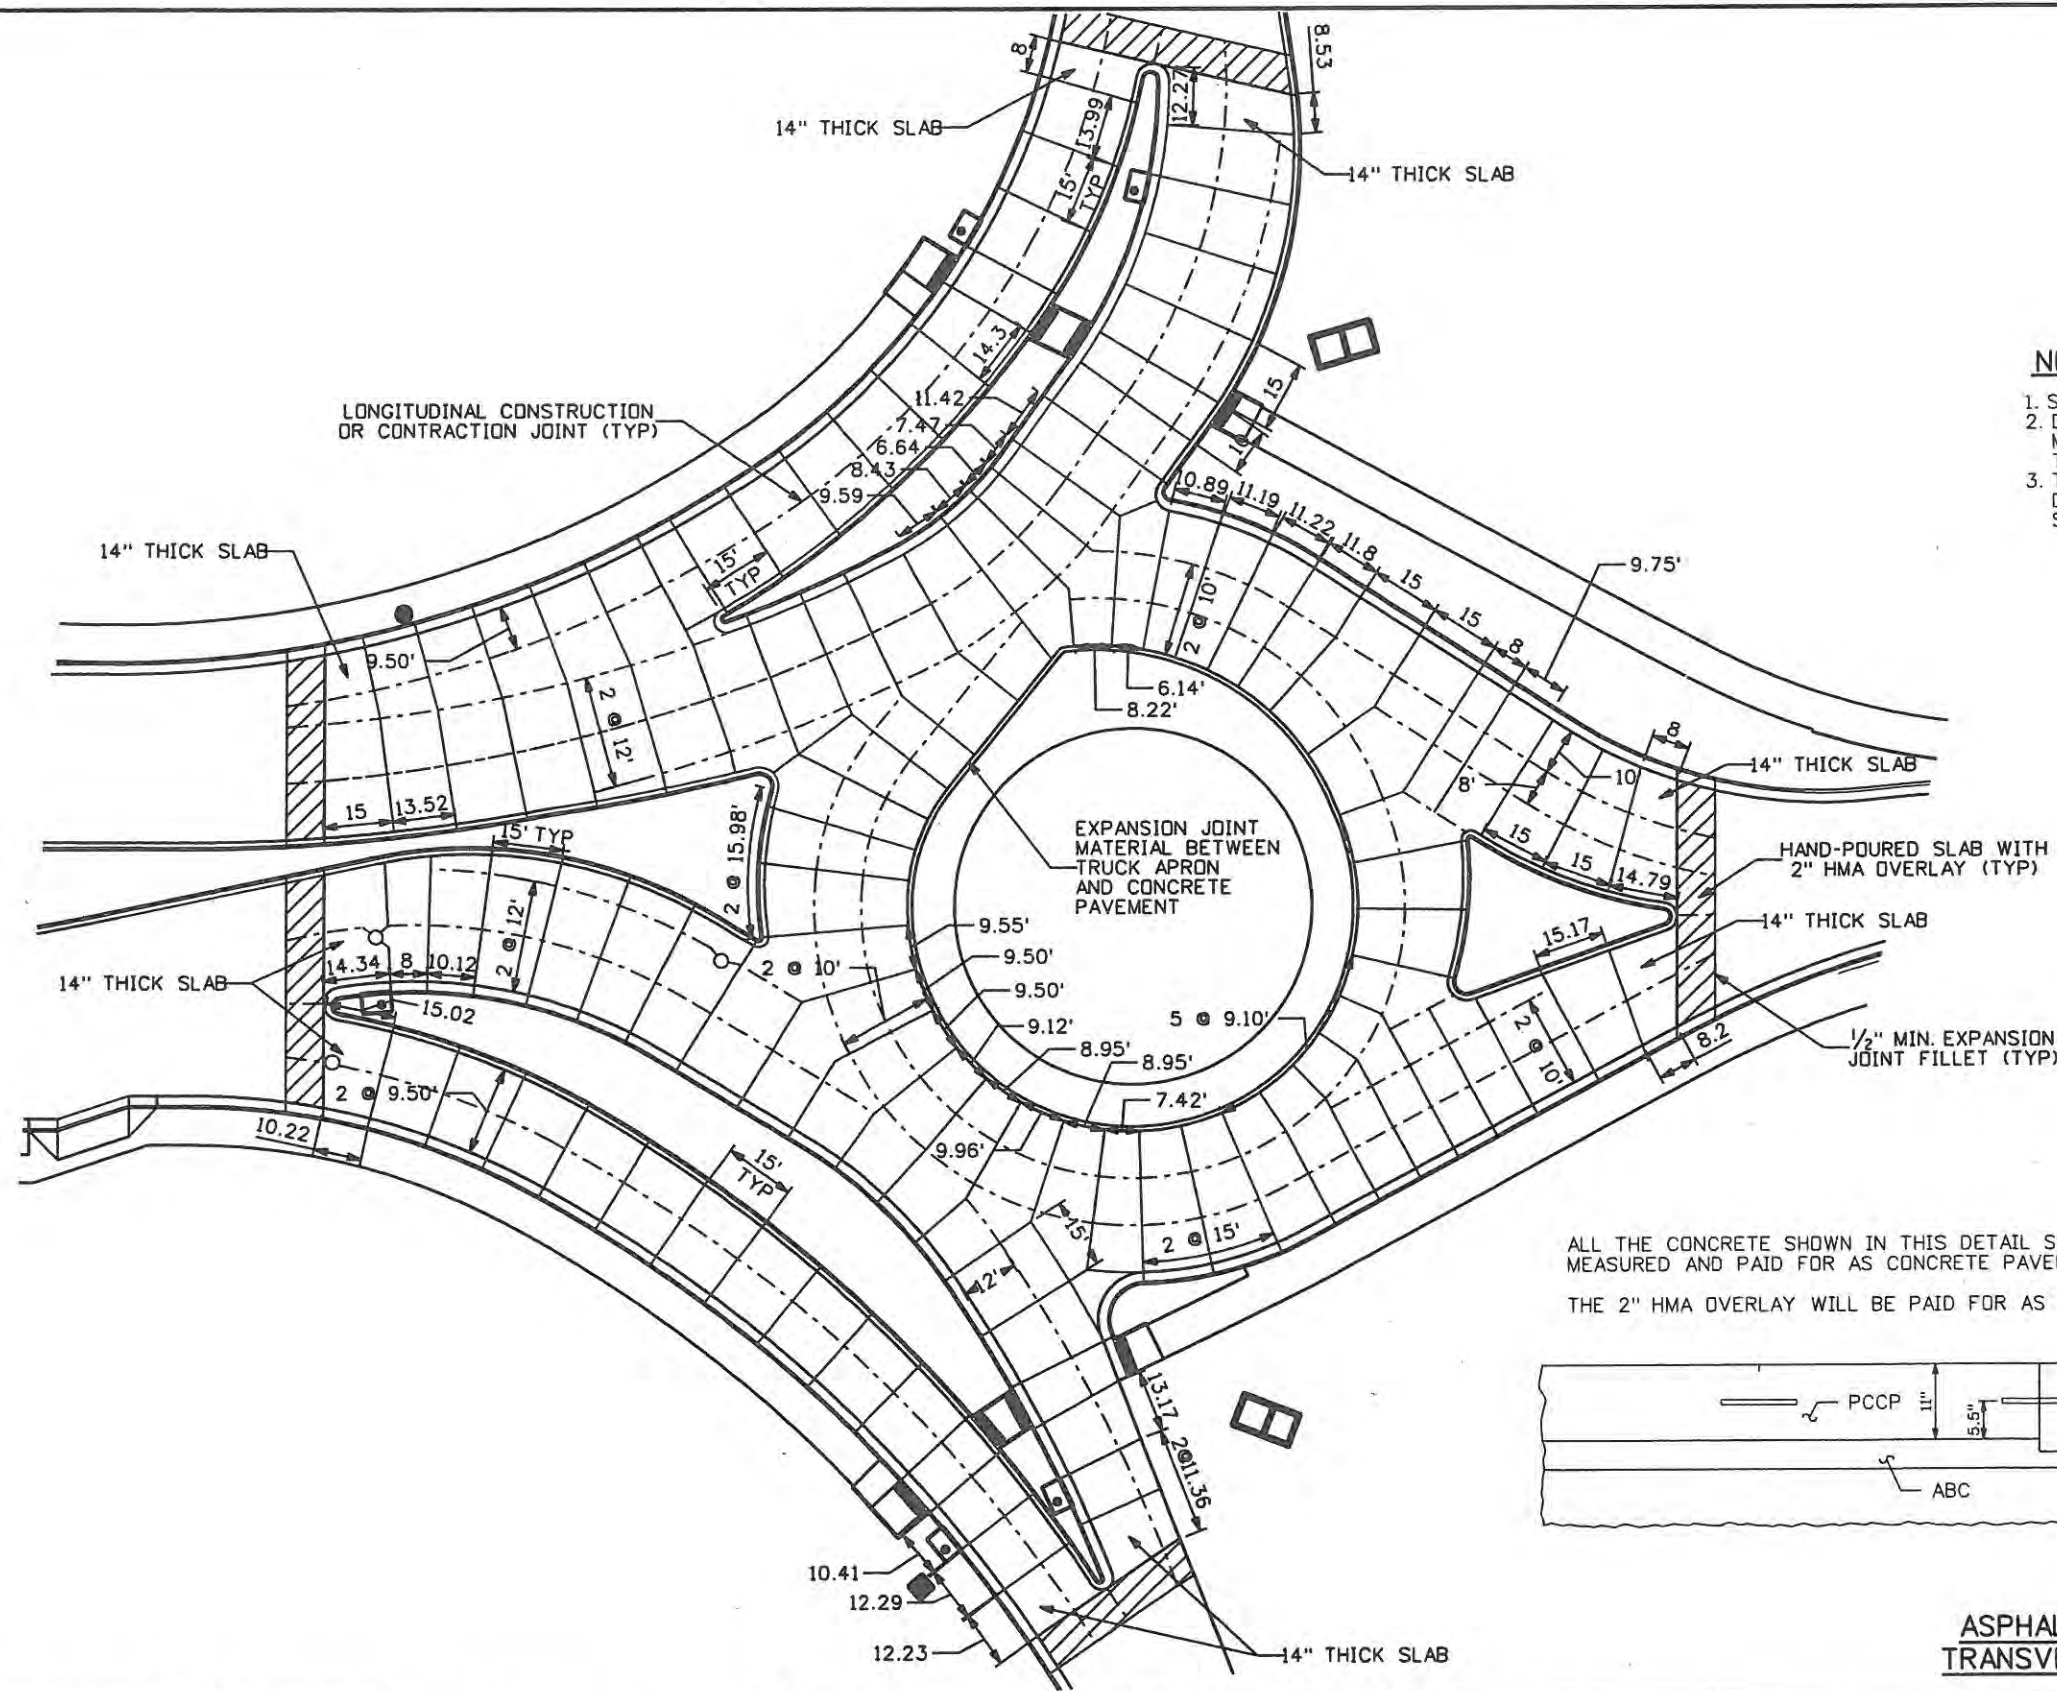 8
8.53
14" THICK SLAB
13.99
12.27
15'
TYP
14" THICK SLAB
14.3
15
10
11.42
7.47
6.64
8.43
9.59
LONGITUDINAL CONSTRUCTION
OR CONTRACTION JOINT (TYP)
10.89
11.19
11.22
11.8
15
15
8
9.75'
14" THICK SLAB
15'
TYP
2 @ 10'
9.50'
2 @ 12'
6.14'
8.22'
8
14" THICK SLAB
10
8'
15
13.52
15' TYP
2 @ 15.98'
EXPANSION JOINT
MATERIAL BETWEEN
TRUCK APRON
AND CONCRETE
PAVEMENT
15
15
14.79
HAND-POURED SLAB WITH
2" HMA OVERLAY (TYP)
14" THICK SLAB
15.17
2 @ 12'
9.55'
9.50'
9.50'
9.12'
8.95'
8.95'
7.42'
9.96'
2 @ 10'
5 @ 9.10'
14" THICK SLAB
14.34
8
10.12
15.02
2 @ 9.50'
10.22
2 @ 10'
8.2
1/2" MIN. EXPANSION
JOINT FILLET (TYP)
15'
TYP
15'
12'
2 @ 15'
13.17
2@11.36
10.41
12.29
12.23
14" THICK SLAB
1.
2.
3.
ALL THE CONCRETE SHOWN IN THIS DETAIL
MEASURED AND PAID FOR AS CONCRETE
THE 2" HMA OVERLAY WILL BE PAID FOR AS
PCCP
11"
5.5"
ABC